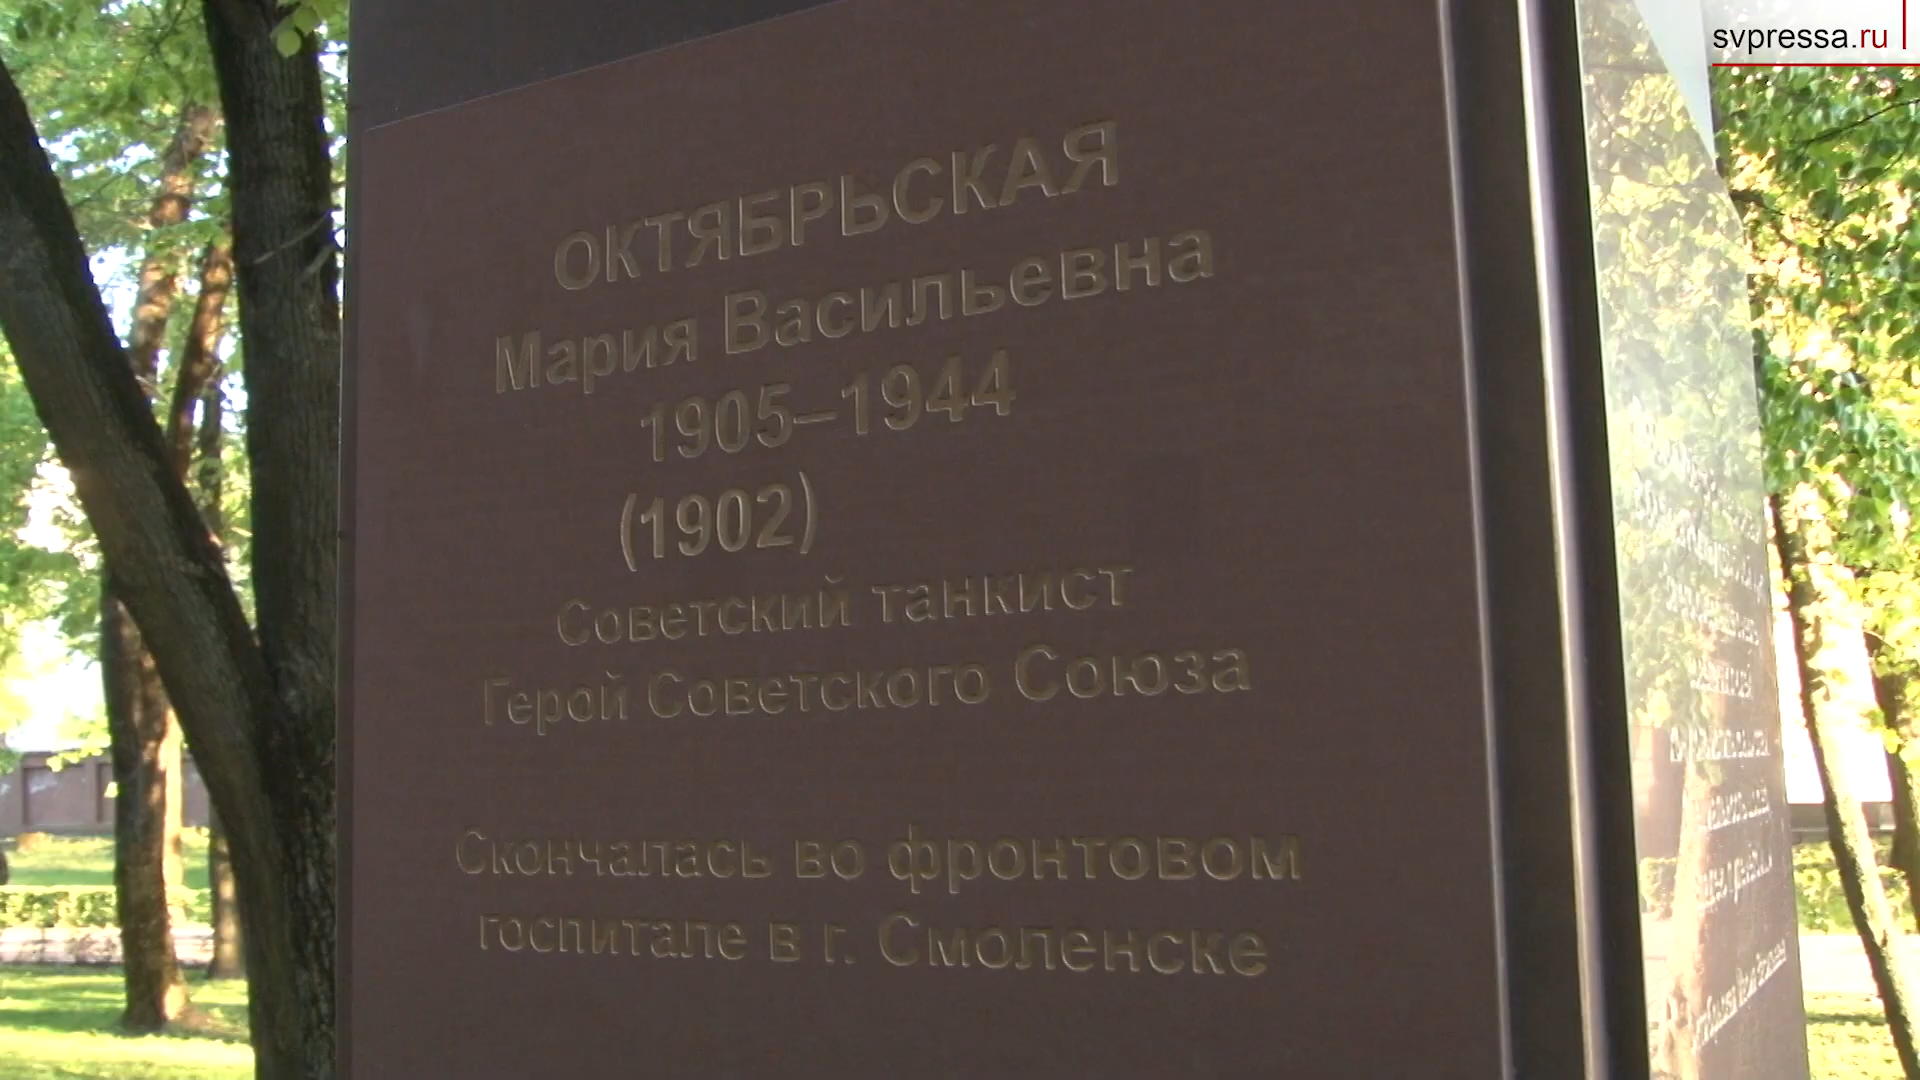 svpressa.ru
ОКТЯБРЬСКАЯ
Мария Васильевна
1905–1944
(1902)
Советский танкист
Герой Советского Союза
Скончалась во фронтовом
госпитале в г. Смоленске